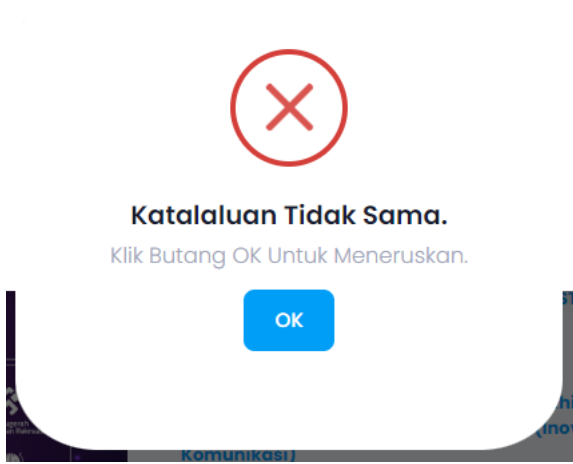 Katalaluan Tidak Sama.
Klik Butang OK Untuk Meneruskan.
OK
Komunikasi)